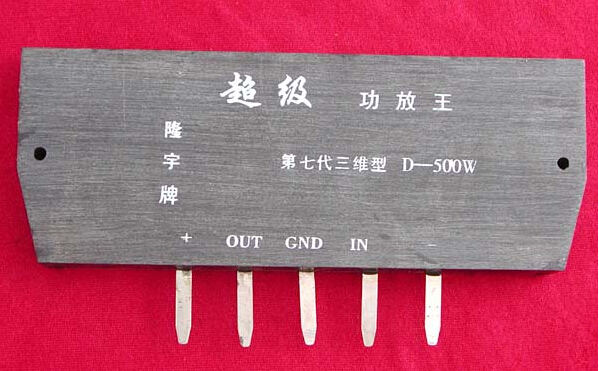 超级 功放王
隆宇牌
第七代三维型 D—500W
+ OUT GND IN −